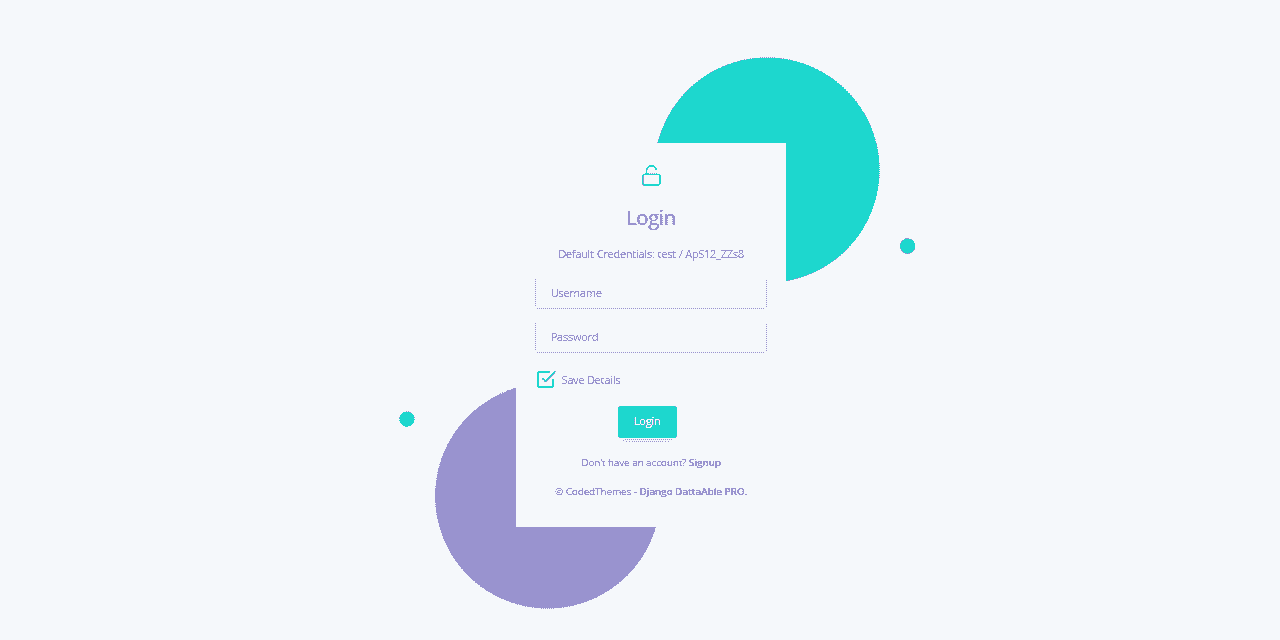 Login
Default Credentials: test / ApS12_ZZs8
Username
Password
Save Details
Login
Don't have an account? Signup
© CodedThemes - Django DattaAble PRO.